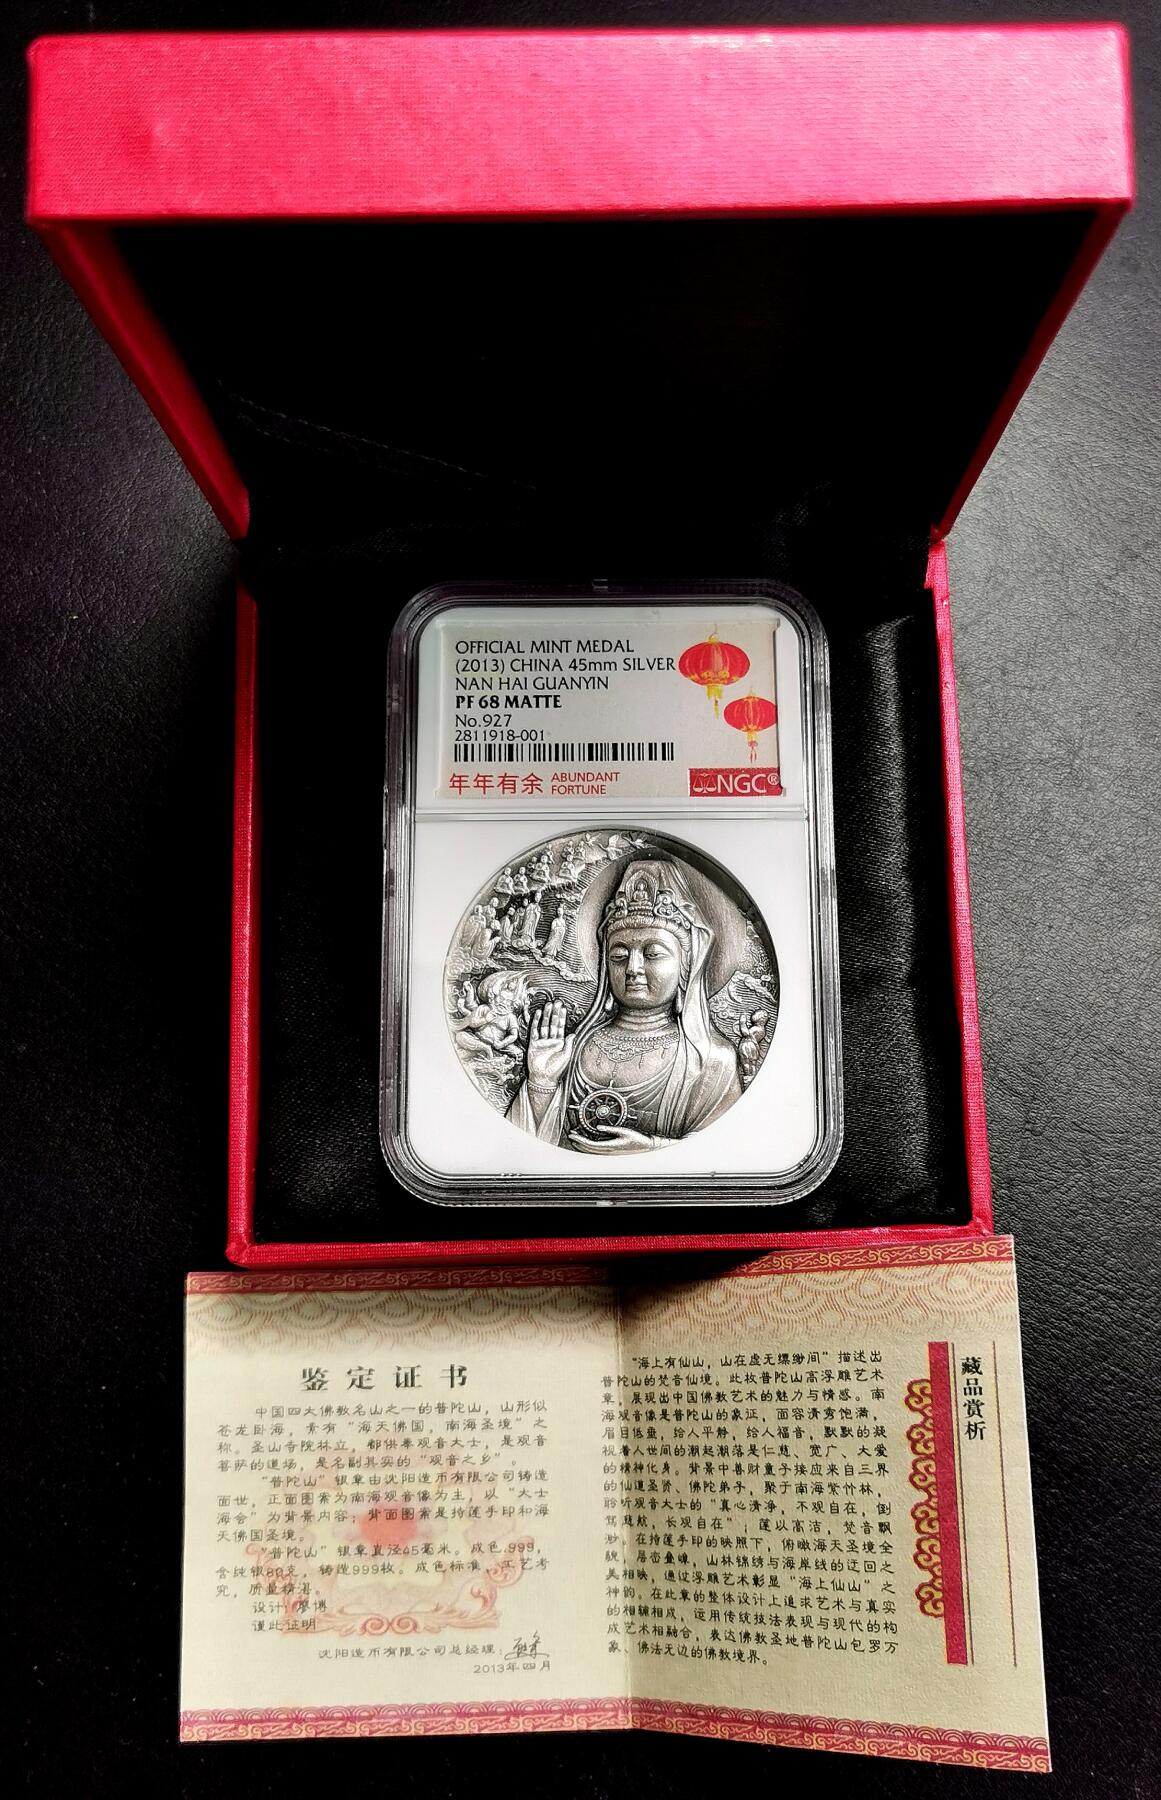 OFFICIAL MINT MEDAL
(2013) CHINA 45mm SILVER
NAN HAI GUANYIN
PF 68 MATTE
No.927
2811918-001
年年有余 ABUNDANT
FORTUNE
NGC®
鉴定证书
中国四大佛教名山之一的普陀山，山形似
苍龙卧海，素有“海天佛国，南海圣境”之
称。圣山寺院林立，都供奉观音大士，是观音
菩萨的道场，是名副其实的“观音之乡”。
“普陀山”银章由沈阳造币有限公司铸造
面世，正面图案为南海观音像为主，以“大士
海会”为背景内容；背面图案是持莲手印和海
天佛国圣境。
“普陀山”银章直径45毫米。成色.999，
含纯银80克，铸造999枚。成色标准，工艺考
究，质量精湛。
设计：廖博
谨此证明
沈阳造币有限公司总经理：
2013年四月
藏品赏析
“海上有仙山，山在虚无缥缈间”描述出
普陀山的梵音仙境。此枚普陀山高浮雕艺术
章，展现出中国佛教艺术的魅力与情感。南
海观音像是普陀山的象征，面容清秀饱满，
眉目低垂，给人平静，给人福音，默默的凝
视着人世间的潮起潮落是仁慈、宽广、大爱
的精神化身。背景中善财童子接应来自三界
的仙道圣贤、佛陀弟子，聚于南海紫竹林，
聆听观音大士的“真心清净，不观自在，倒
驾慈航，长观自在”；莲以高洁，梵音飘
渺。在持莲手印的映照下，俯瞰海天圣境全
貌，层峦叠嶂，山林锦绣与海岸线的迂回之
美相映，通过浮雕艺术彰显“海上仙山”之
神韵。在此章的整体设计上追求艺术与真实
的相辅相成，运用传统技法表现与现代的构
成艺术相融合，表达佛教圣地普陀山包罗万
象、佛法无边的佛教境界。